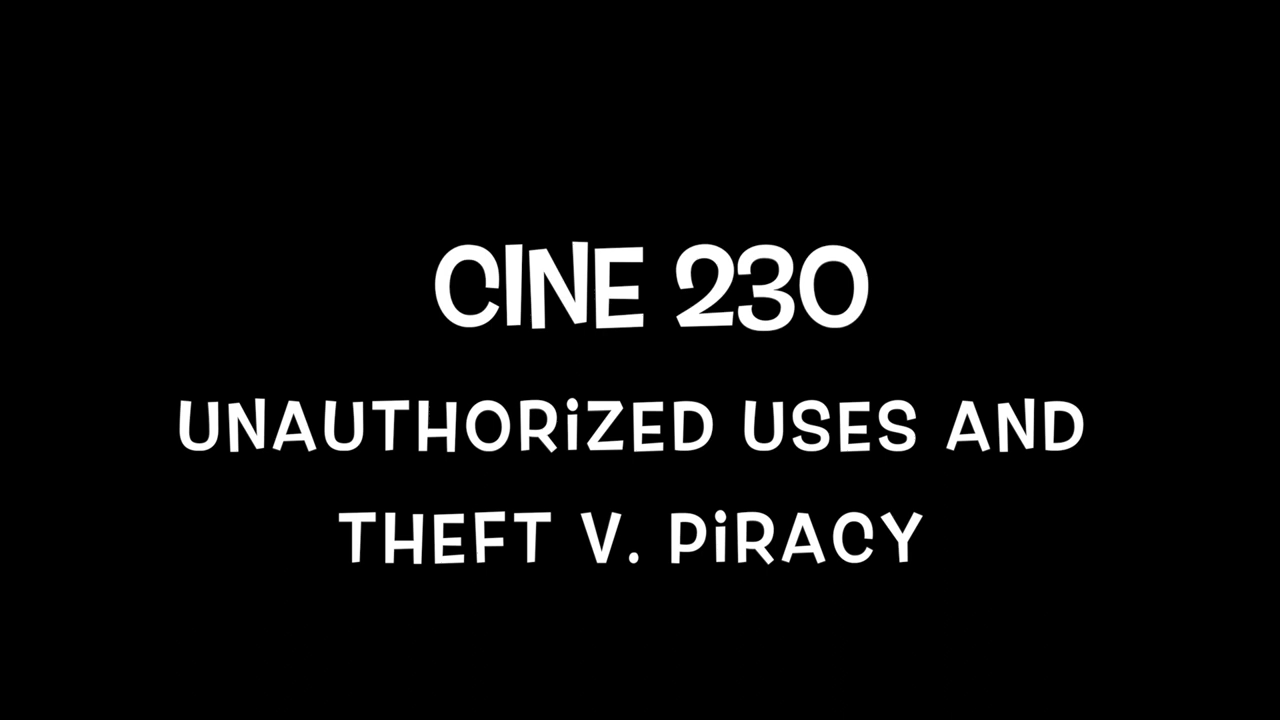 CINE 230
UNAUTHORiZED USES AND
THEFT V. PiRACY